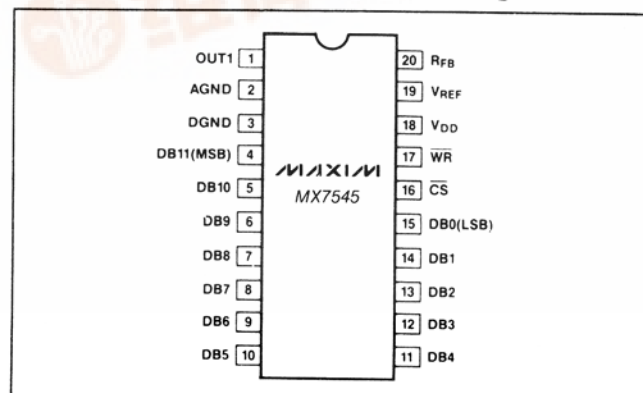 OUT1 1
AGND 2
DGND 3
DB11(MSB) 4
DB10 5
DB9 6
DB8 7
DB7 8
DB6 9
DB5 10
MAXIM
MX7545
20 RFB
19 VREF
18 VDD
17 W̅R̅
16 C̅S̅
15 DB0(LSB)
14 DB1
13 DB2
12 DB3
11 DB4